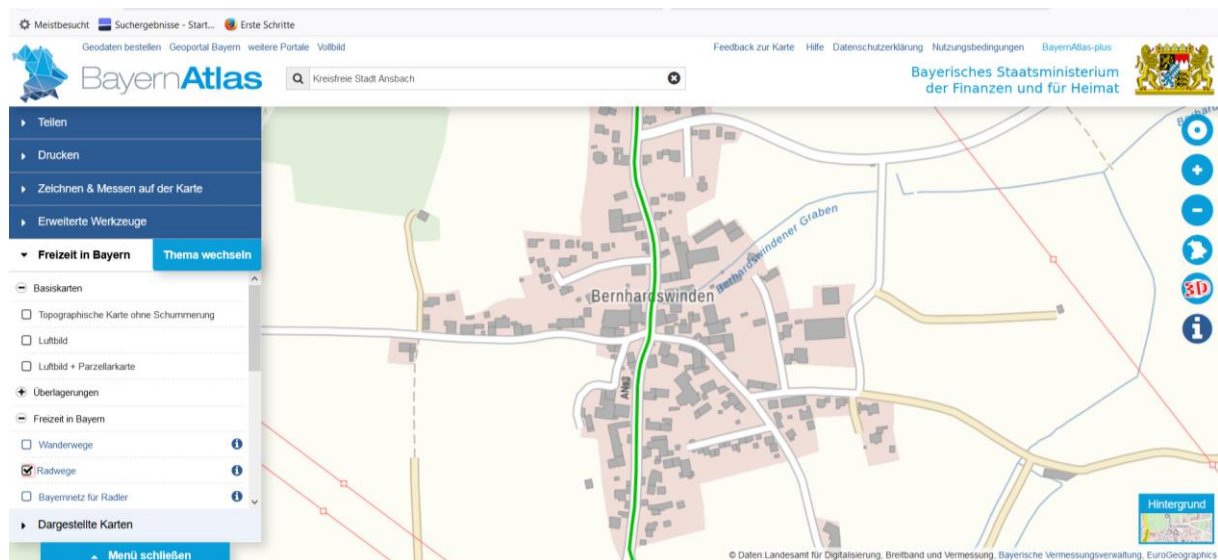 Meistbesucht Suchergebnisse - Start... Erste Schritte
Geodaten bestellen Geoportal Bayern weitere Portale Vollbild
Feedback zur Karte Hilfe Datenschutzerklärung Nutzungsbedingungen BayernAtlas-plus
BayernAtlas
Kreisfreie Stadt Ansbach
Bayerisches Staatsministerium
der Finanzen und für Heimat
Teilen
Drucken
Zeichnen & Messen auf der Karte
Erweiterte Werkzeuge
Freizeit in Bayern Thema wechseln
Basiskarten
Topographische Karte ohne Schummerung
Luftbild
Luftbild + Parzellarkarte
Überlagerungen
Freizeit in Bayern
Wanderwege
Radwege
Bayernnetz für Radler
Dargestellte Karten
Menü schließen
Bernhardswindener Graben
Bernhardswinden
AN53
+
−
3D
i
Hintergrund
© Daten Landesamt für Digitalisierung, Breitband und Vermessung, Bayerische Vermessungsverwaltung, EuroGeographics